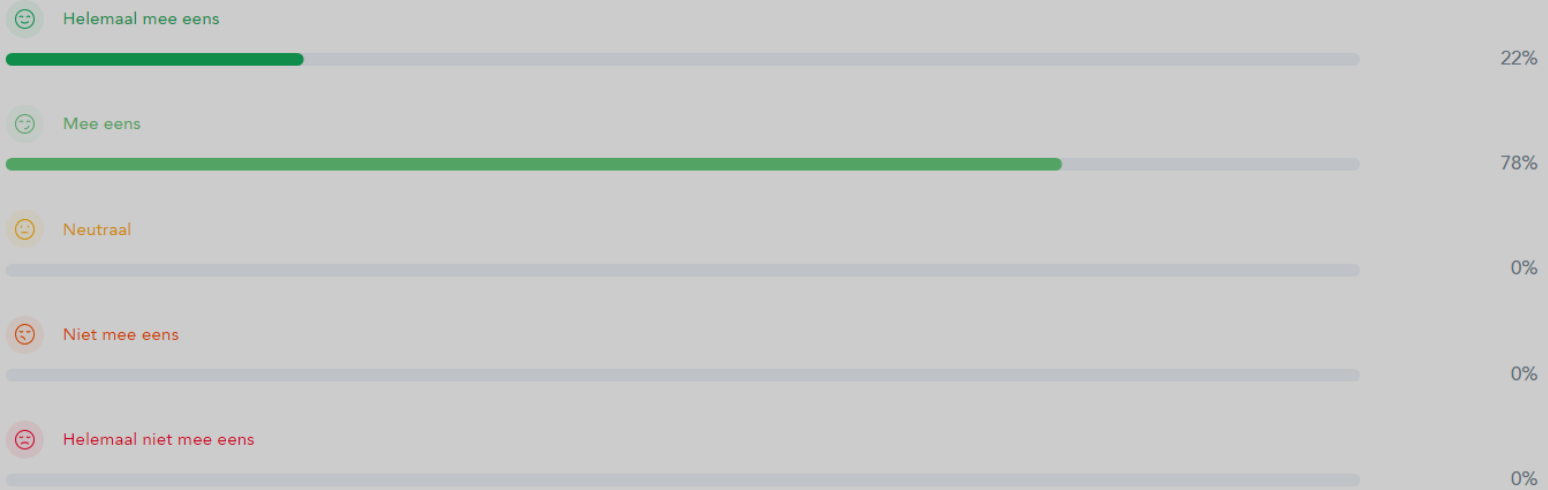 Helemaal mee eens
22%
Mee eens
78%
Neutraal
0%
Niet mee eens
0%
Helemaal niet mee eens
0%